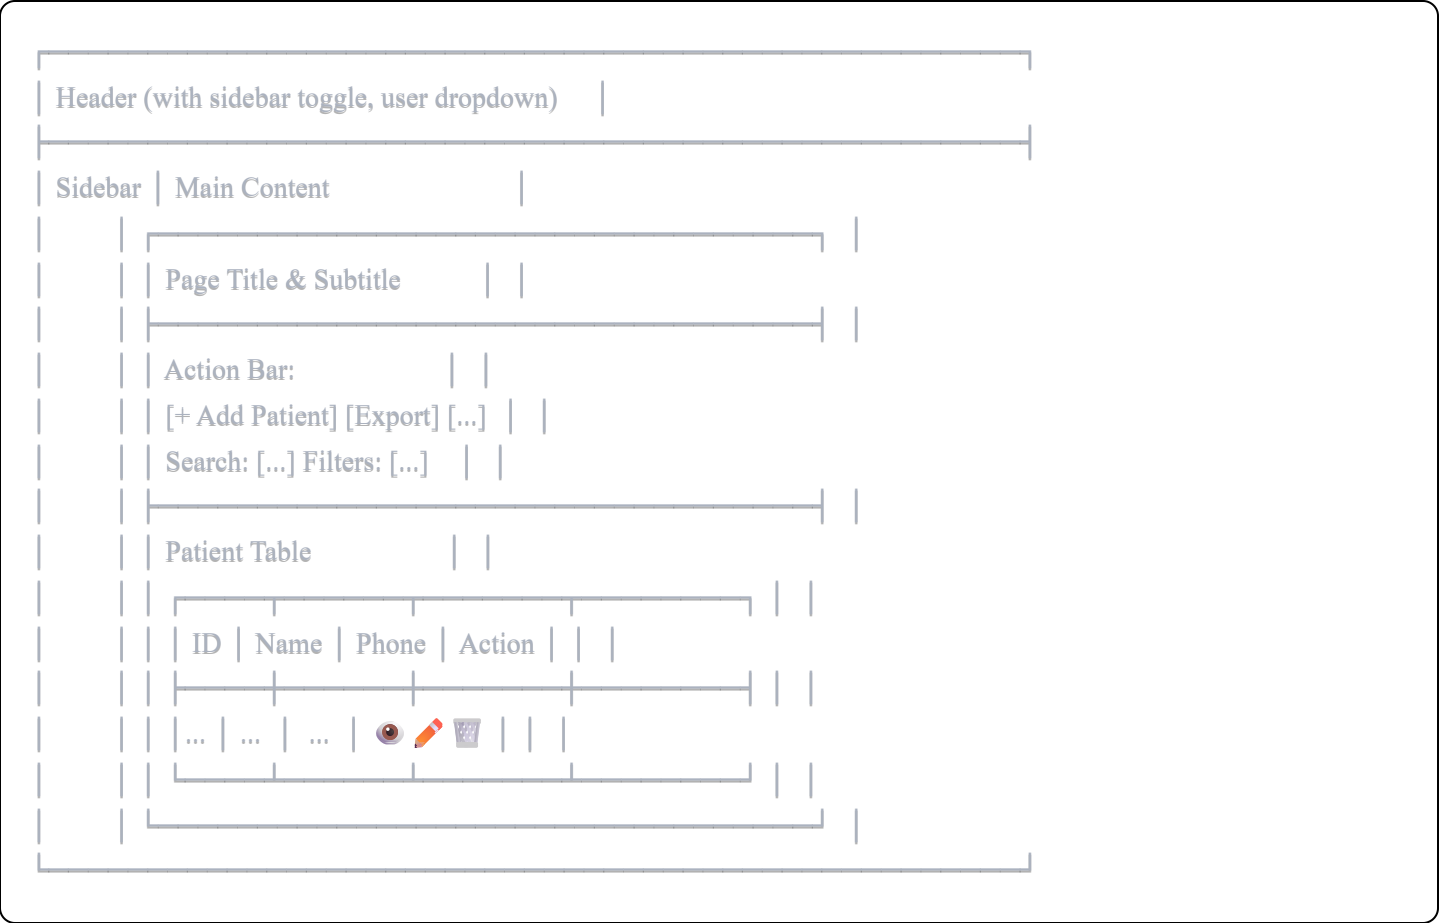 Header (with sidebar toggle, user dropdown)
Sidebar │ Main Content
Page Title & Subtitle
Action Bar:
[+ Add Patient] [Export] [...]
Search: [...] Filters: [...]
Patient Table
ID │ Name │ Phone │ Action
... │ ... │ ... │ 👁️ ✏️ 🗑️